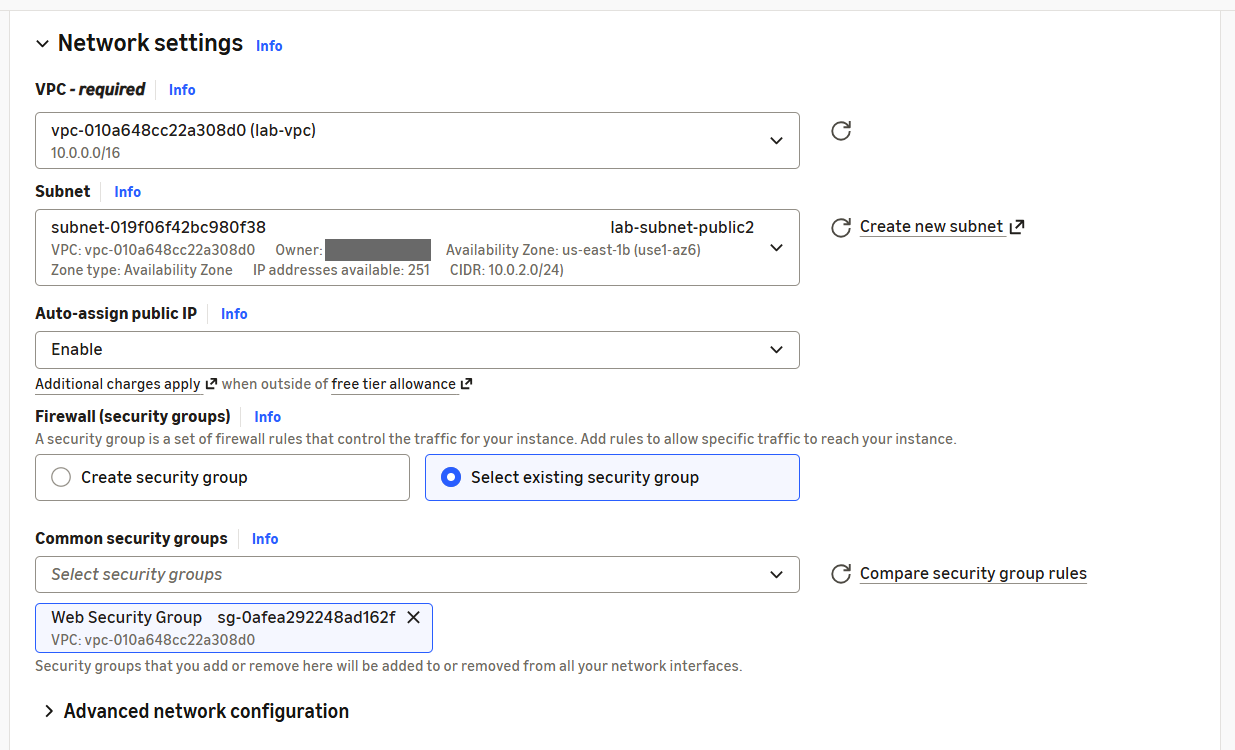 Network settings Info
VPC - required Info
vpc-010a648cc22a308d0 (lab-vpc)
10.0.0.0/16
Subnet Info
subnet-019f06f42bc980f38 lab-subnet-public2
VPC: vpc-010a648cc22a308d0 Owner: Availability Zone: us-east-1b (use1-az6)
Zone type: Availability Zone IP addresses available: 251 CIDR: 10.0.2.0/24)
Create new subnet
Auto-assign public IP Info
Enable
Additional charges apply when outside of free tier allowance
Firewall (security groups) Info
A security group is a set of firewall rules that control the traffic for your instance. Add rules to allow specific traffic to reach your instance.
Create security group Select existing security group
Common security groups Info
Select security groups Compare security group rules
Web Security Group sg-0afea292248ad162f
VPC: vpc-010a648cc22a308d0
Security groups that you add or remove here will be added to or removed from all your network interfaces.
Advanced network configuration